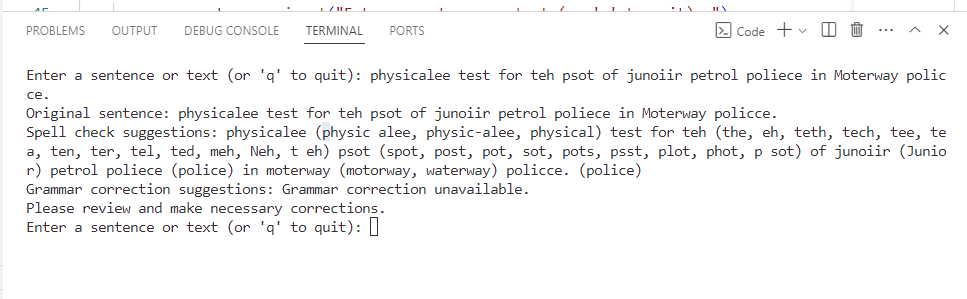 PROBLEMS OUTPUT DEBUG CONSOLE TERMINAL PORTS Code
Enter a sentence or text (or 'q' to quit): physicalee test for teh psot of junoiir petrol poliece in Moterway polic
ce.
Original sentence: physicalee test for teh psot of junoiir petrol poliece in Moterway policce.
Spell check suggestions: physicalee (physic alee, physic-alee, physical) test for teh (the, eh, teth, tech, tee, te
a, ten, ter, tel, ted, meh, Neh, t eh) psot (spot, post, pot, sot, pots, psst, plot, phot, p sot) of junoiir (Junio
r) petrol poliece (police) in moterway (motorway, waterway) policce. (police)
Grammar correction suggestions: Grammar correction unavailable.
Please review and make necessary corrections.
Enter a sentence or text (or 'q' to quit):